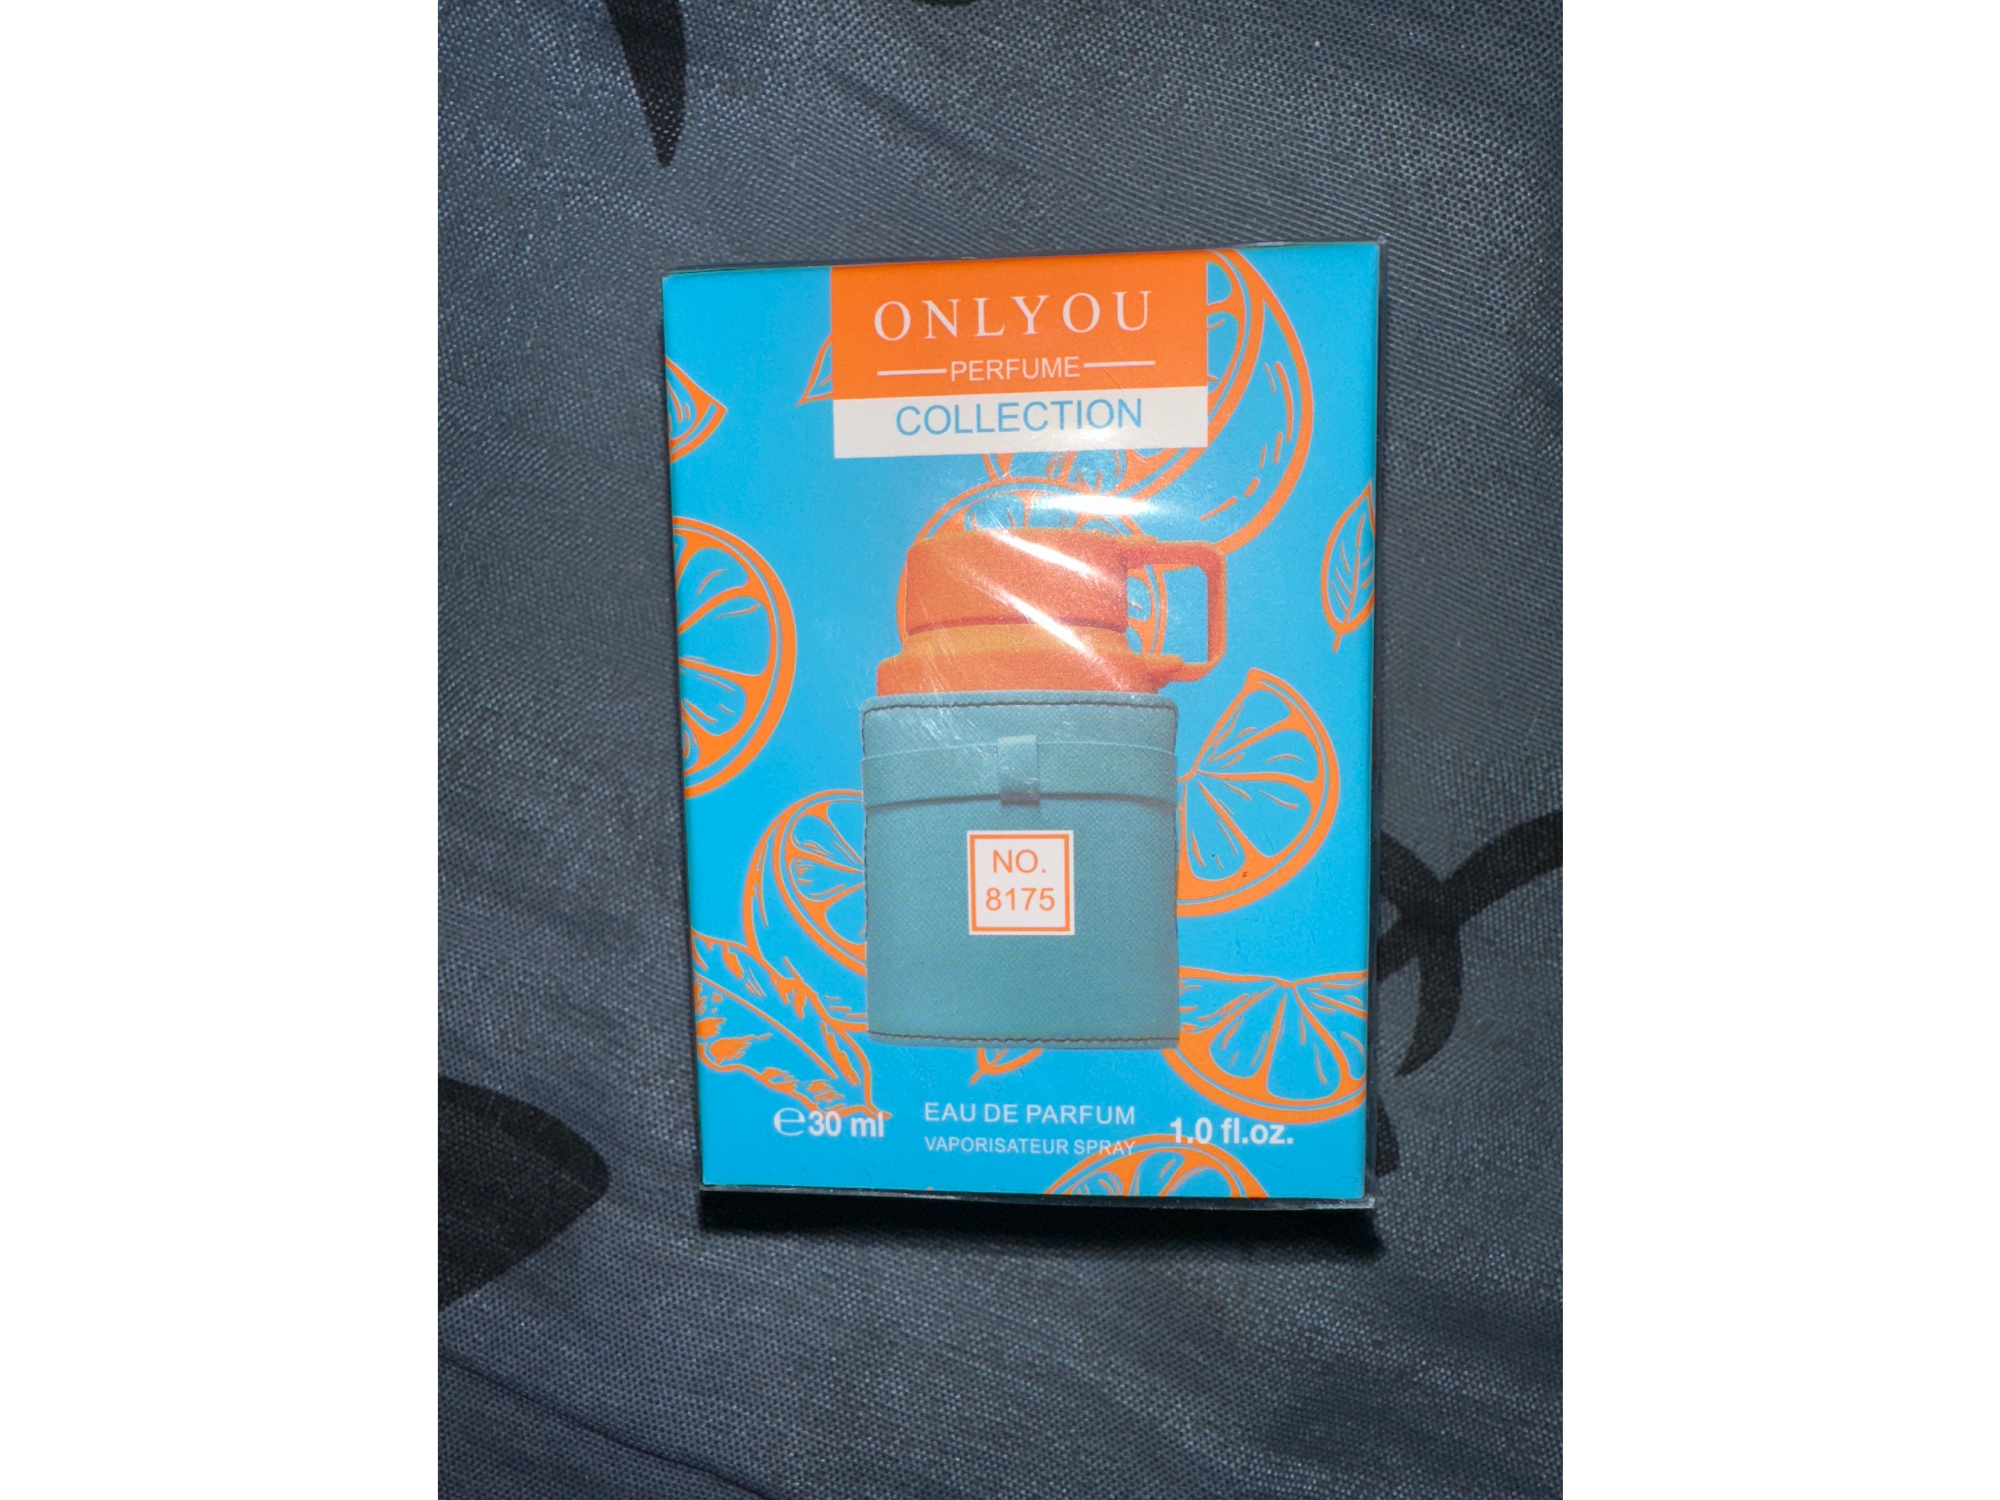 ONLYOU
PERFUME
COLLECTION
NO.
8175
℮30 ml
EAU DE PARFUM
VAPORISATEUR SPRAY
1.0 fl.oz.